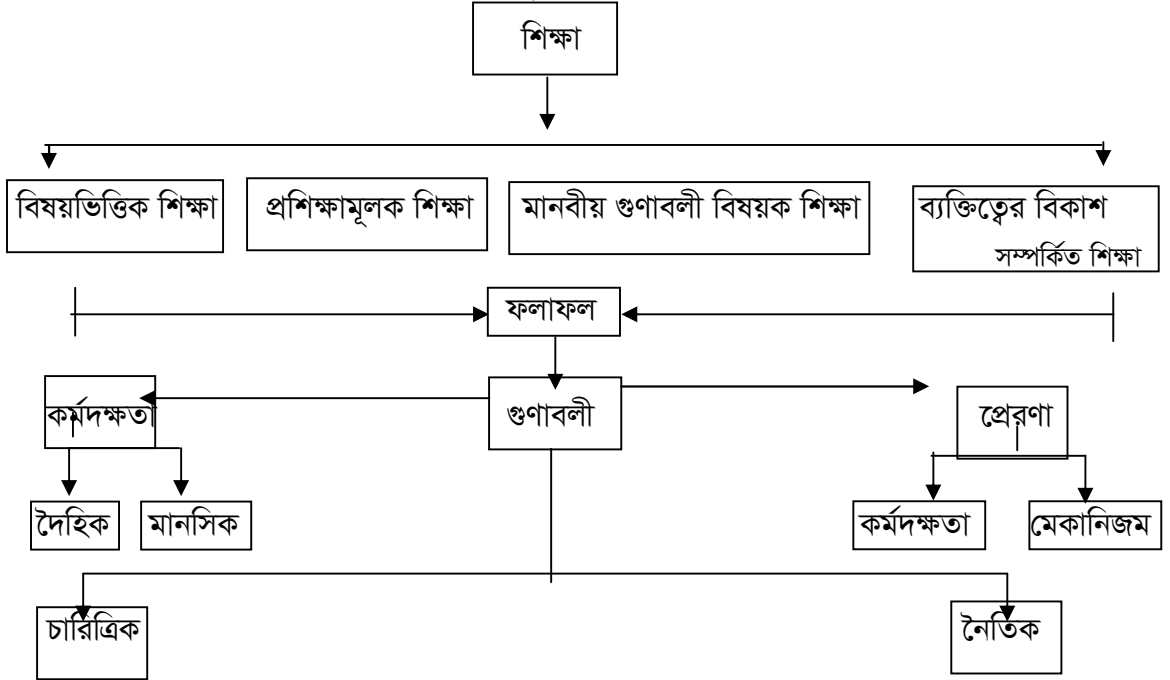 শিক্ষা
বিষয়ভিত্তিক শিক্ষা
প্রশিক্ষামূলক শিক্ষা
মানবীয় গুণাবলী বিষয়ক শিক্ষা
ব্যক্তিত্বের বিকাশ
সম্পর্কিত শিক্ষা
ফলাফল
কর্মদক্ষতা
গুণাবলী
প্রেরণা
দৈহিক
মানসিক
কর্মদক্ষতা
মেকানিজম
চারিত্রিক
নৈতিক